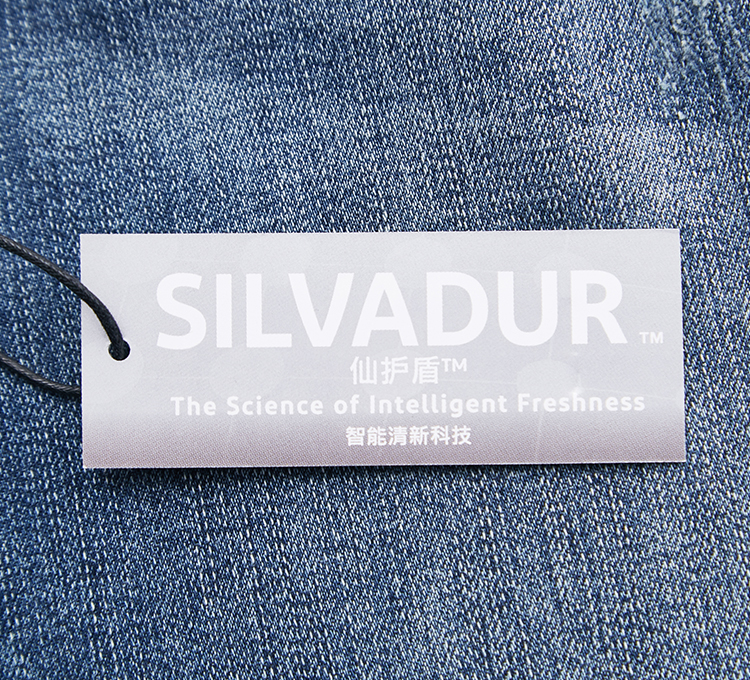 SILVADUR™
仙护盾™
The Science of Intelligent Freshness
智能清新科技